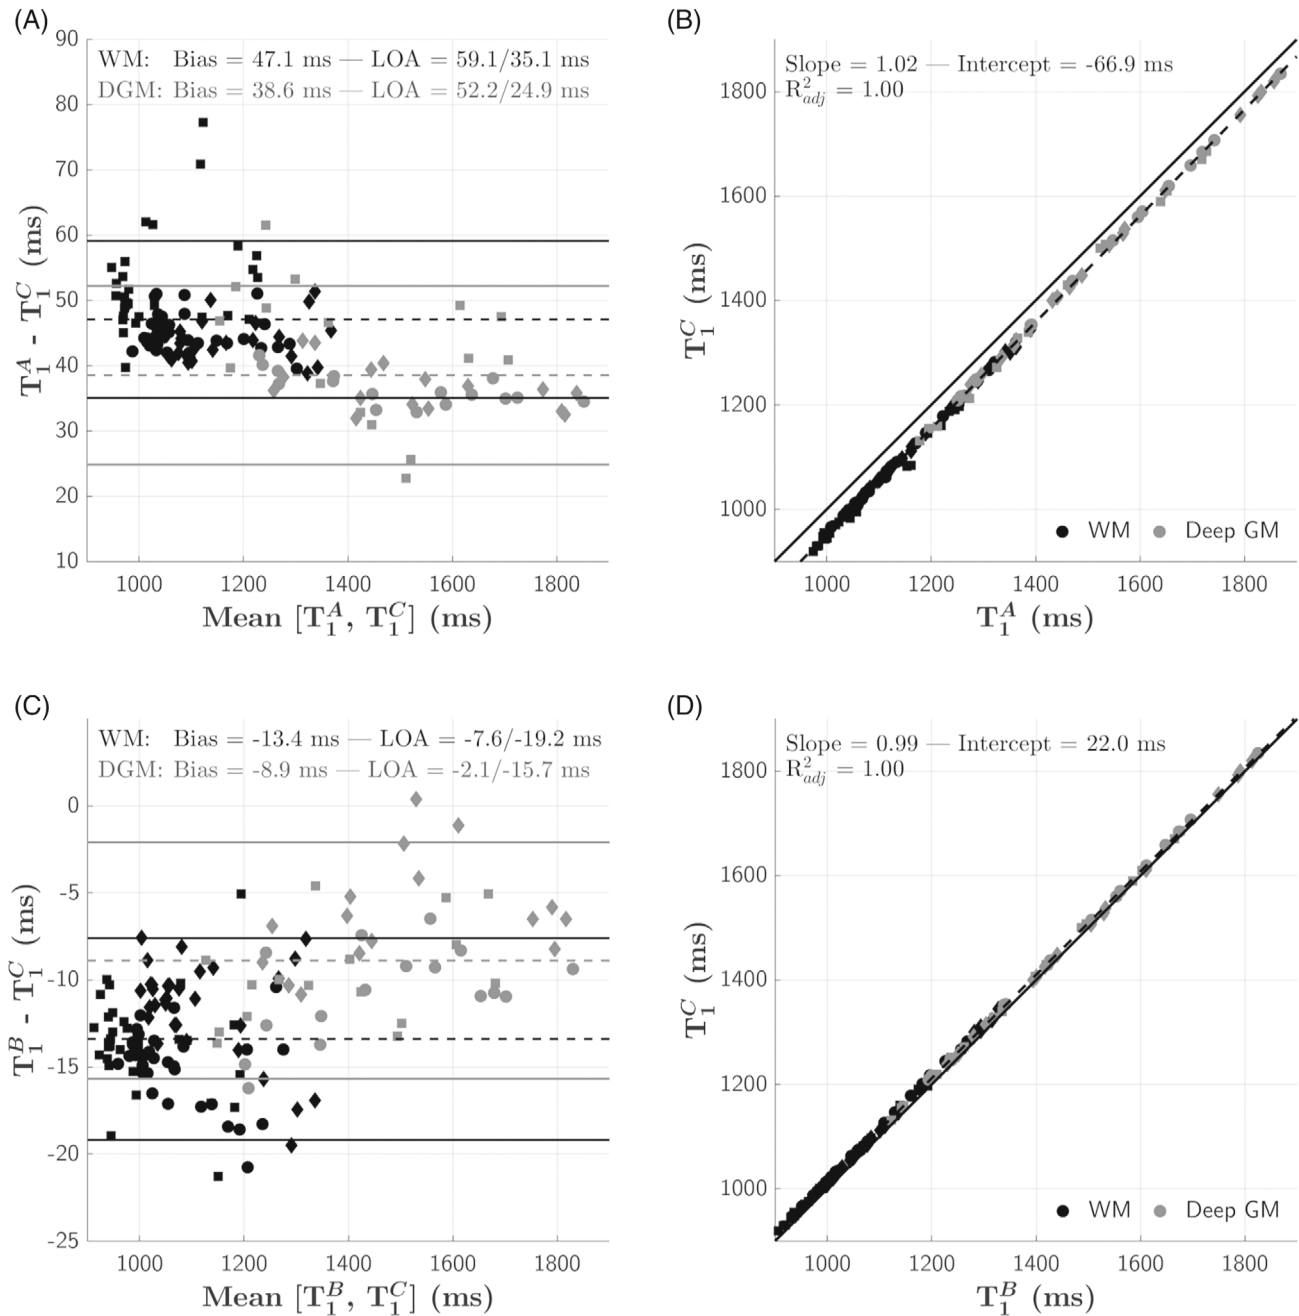 (A)
WM: Bias = 47.1 ms — LOA = 59.1/35.1 ms
DGM: Bias = 38.6 ms — LOA = 52.2/24.9 ms
90
80
70
60
50
40
30
20
10
T₁ᴬ - T₁ᶜ (ms)
1000 1200 1400 1600 1800
Mean [T₁ᴬ, T₁ᶜ] (ms)
(B)
Slope = 1.02 — Intercept = -66.9 ms
R²adj = 1.00
1800
1600
1400
1200
1000
T₁ᶜ (ms)
WM Deep GM
1000 1200 1400 1600 1800
T₁ᴬ (ms)
(C)
WM: Bias = -13.4 ms — LOA = -7.6/-19.2 ms
DGM: Bias = -8.9 ms — LOA = -2.1/-15.7 ms
0
-5
-10
-15
-20
-25
T₁ᴮ - T₁ᶜ (ms)
1000 1200 1400 1600 1800
Mean [T₁ᴮ, T₁ᶜ] (ms)
(D)
Slope = 0.99 — Intercept = 22.0 ms
R²adj = 1.00
1800
1600
1400
1200
1000
T₁ᶜ (ms)
WM Deep GM
1000 1200 1400 1600 1800
T₁ᴮ (ms)